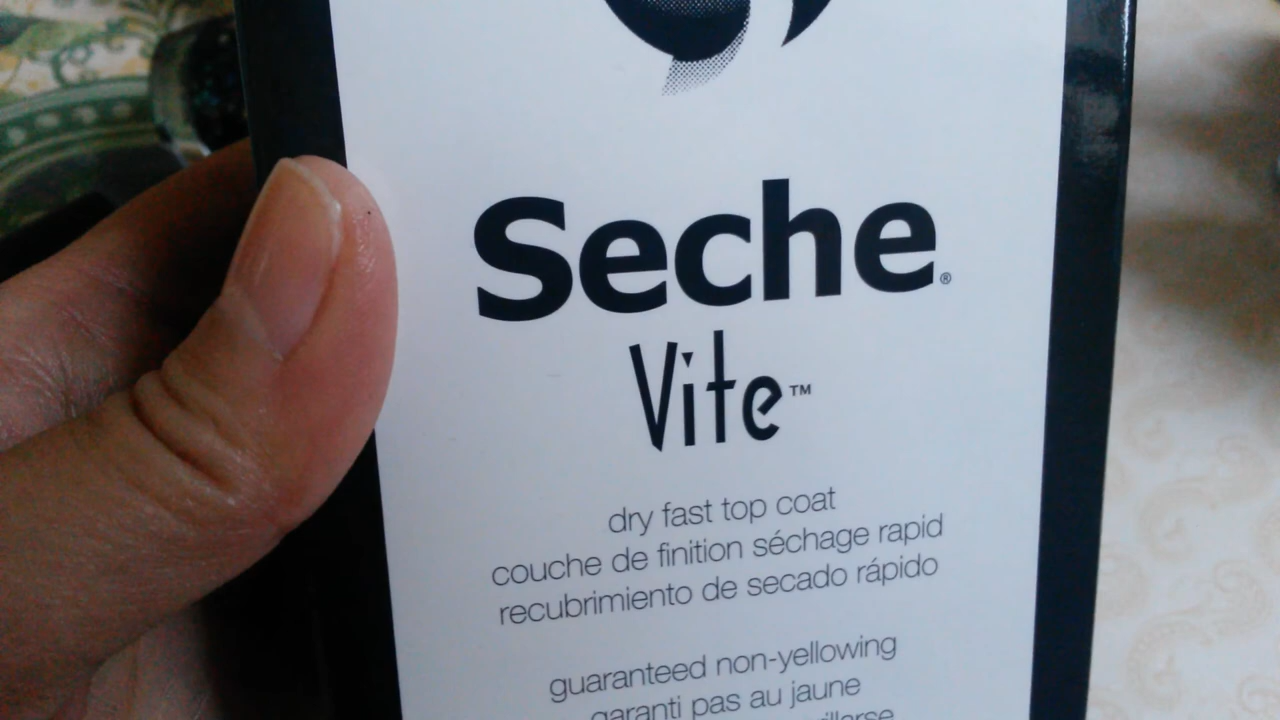 Seche®
Vite™
dry fast top coat
couche de finition séchage rapid
recubrimiento de secado rápido
guaranteed non-yellowing
garanti pas au jaune